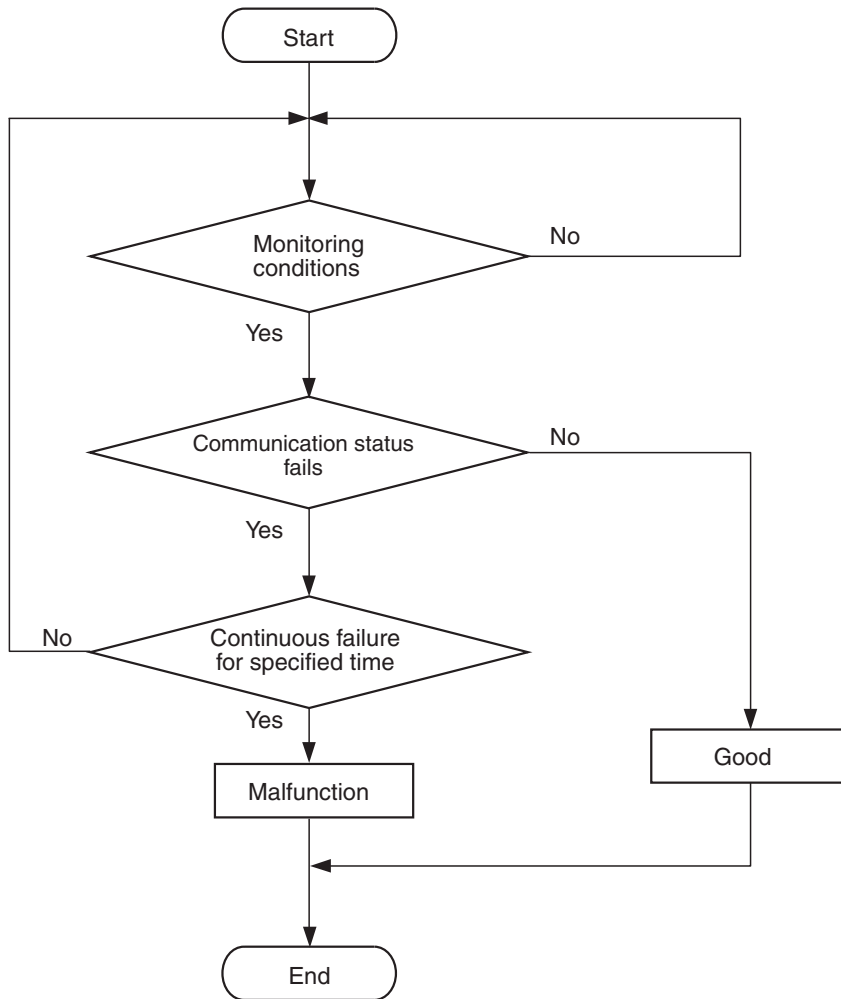 Start
Monitoring
conditions
No
Yes
Communication status
fails
No
Yes
Continuous failure
for specified time
No
Yes
Malfunction
Good
End